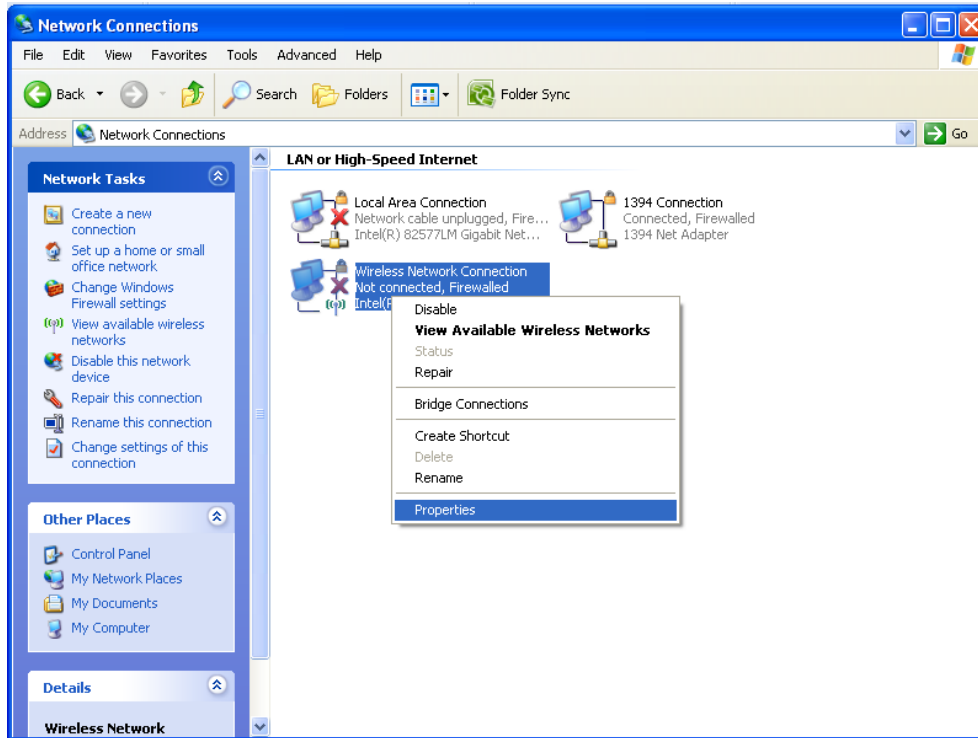 Network Connections
File Edit View Favorites Tools Advanced Help
Back Search Folders Folder Sync
Address Network Connections Go
Network Tasks
Create a new
connection
Set up a home or small
office network
Change Windows
Firewall settings
View available wireless
networks
Disable this network
device
Repair this connection
Rename this connection
Change settings of this
connection
Other Places
Control Panel
My Network Places
My Documents
My Computer
Details
Wireless Network
LAN or High-Speed Internet
Local Area Connection
Network cable unplugged, Fire...
Intel(R) 82577LM Gigabit Net...
1394 Connection
Connected, Firewalled
1394 Net Adapter
Wireless Network Connection
Not connected, Firewalled
Disable
View Available Wireless Networks
Status
Repair
Bridge Connections
Create Shortcut
Delete
Rename
Properties